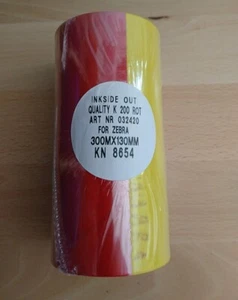 INKSIDE OUT
QUALITY K 200 ROT
ART NR 032420
FOR ZEBRA
300MX130MM
KN 8654